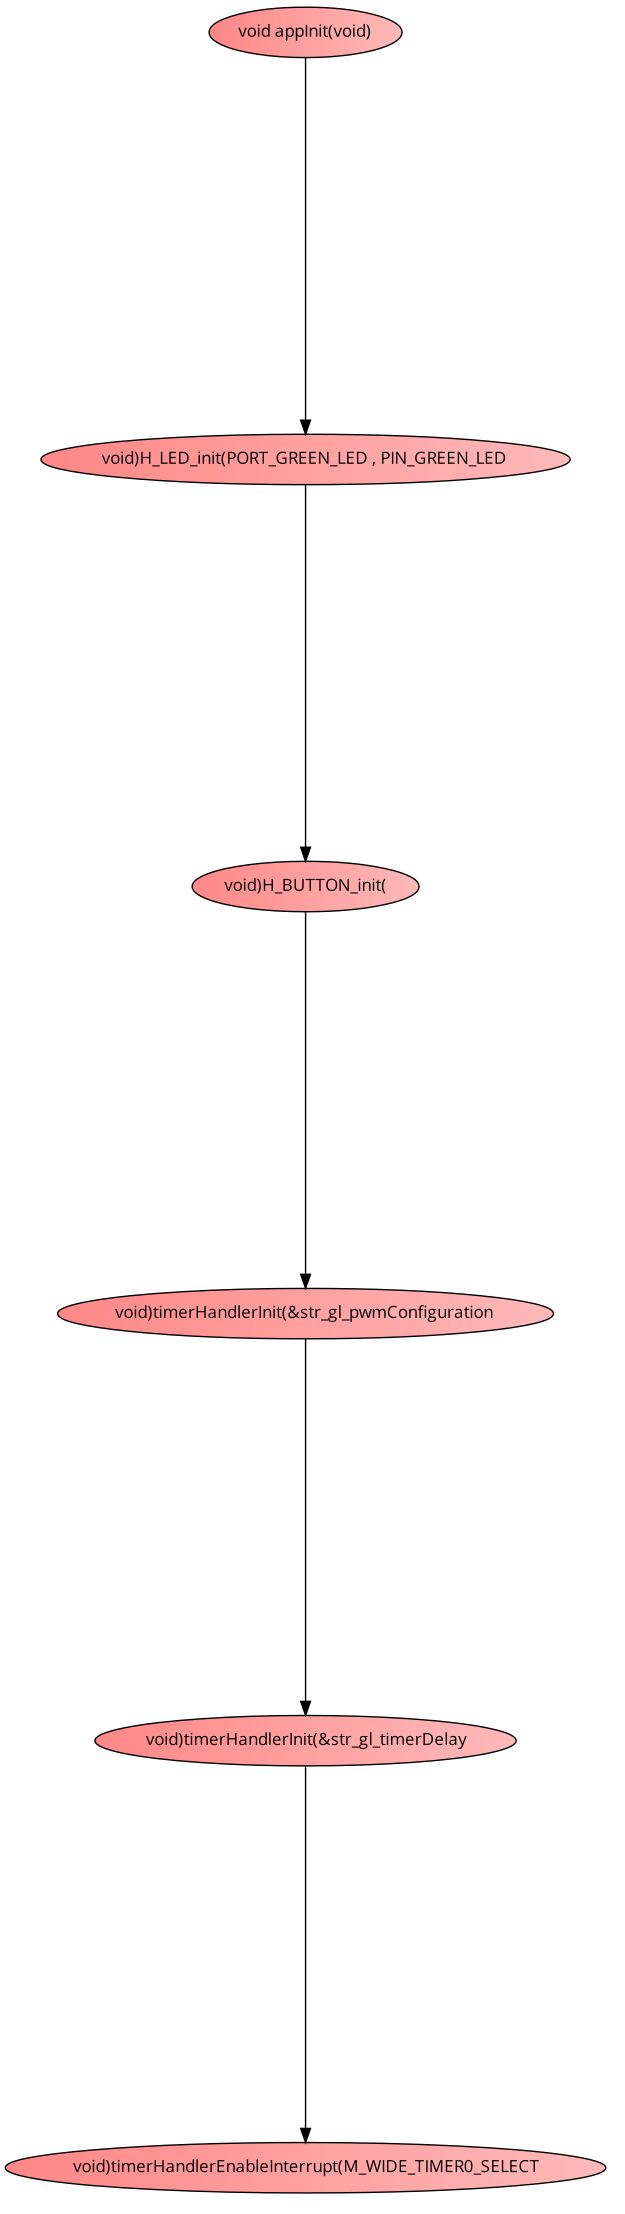 void appInit(void)
void)H_LED_init(PORT_GREEN_LED , PIN_GREEN_LED
void)H_BUTTON_init(
void)timerHandlerInit(&str_gl_pwmConfiguration
void)timerHandlerInit(&str_gl_timerDelay
void)timerHandlerEnableInterrupt(M_WIDE_TIMER0_SELECT